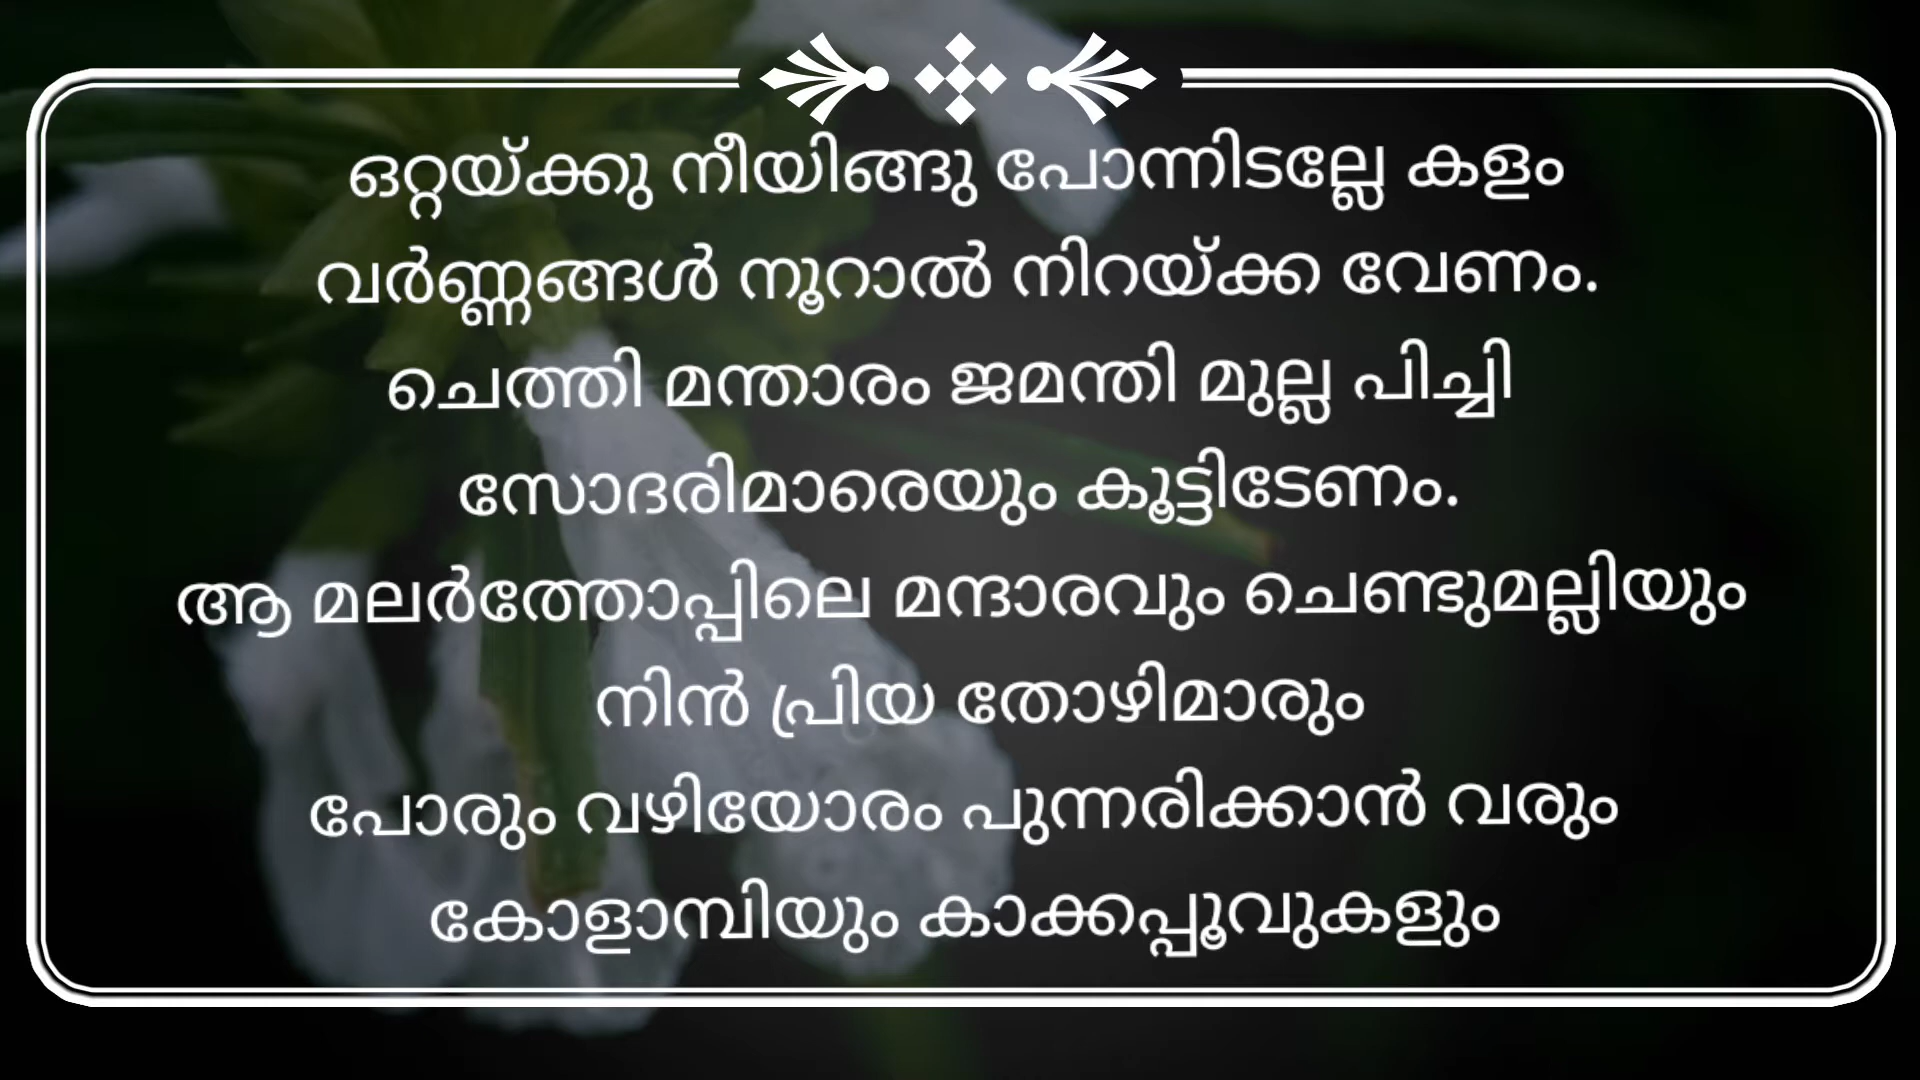 ഒറ്റയ്ക്കു നീയിങ്ങു പോന്നിടല്ലേ കളം
വർണ്ണങ്ങൾ നൂറാൽ നിറയ്ക്ക വേണം.
ചെത്തി മന്താരം ജമന്തി മുല്ല പിച്ചി
സോദരിമാരെയും കൂട്ടിടേണം.
ആ മലർത്തോപ്പിലെ മന്ദാരവും ചെണ്ടുമല്ലിയും
നിൻ പ്രിയ തോഴിമാരും
പോരും വഴിയോരം പുന്നരിക്കാൻ വരും
കോളാമ്പിയും കാക്കപ്പൂവുകളും